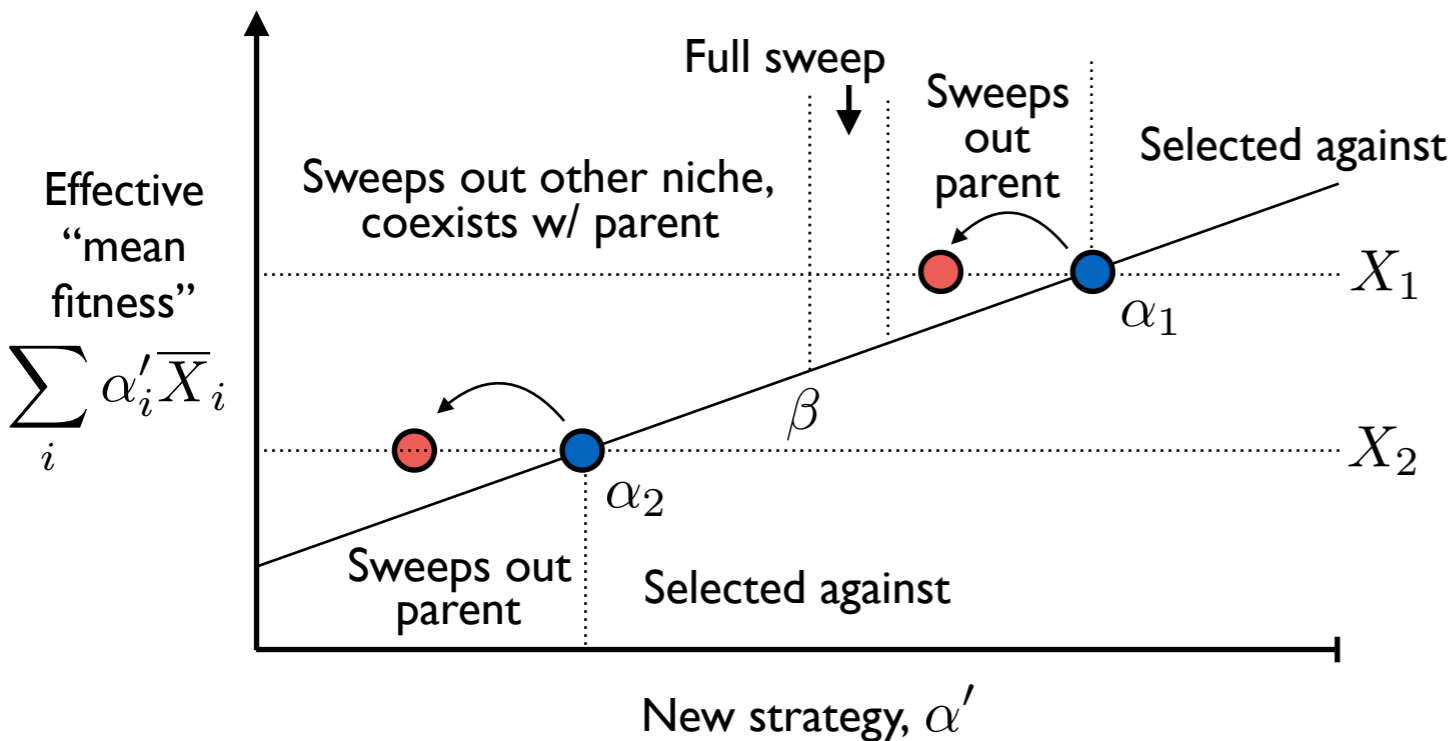 Full sweep
Sweeps
out
parent
Selected against
Effective
“mean
fitness”
∑ᵢ α′ᵢ X̅ᵢ
Sweeps out other niche,
coexists w/ parent
X₁
α₁
β
X₂
α₂
Sweeps out
parent
Selected against
New strategy, α′